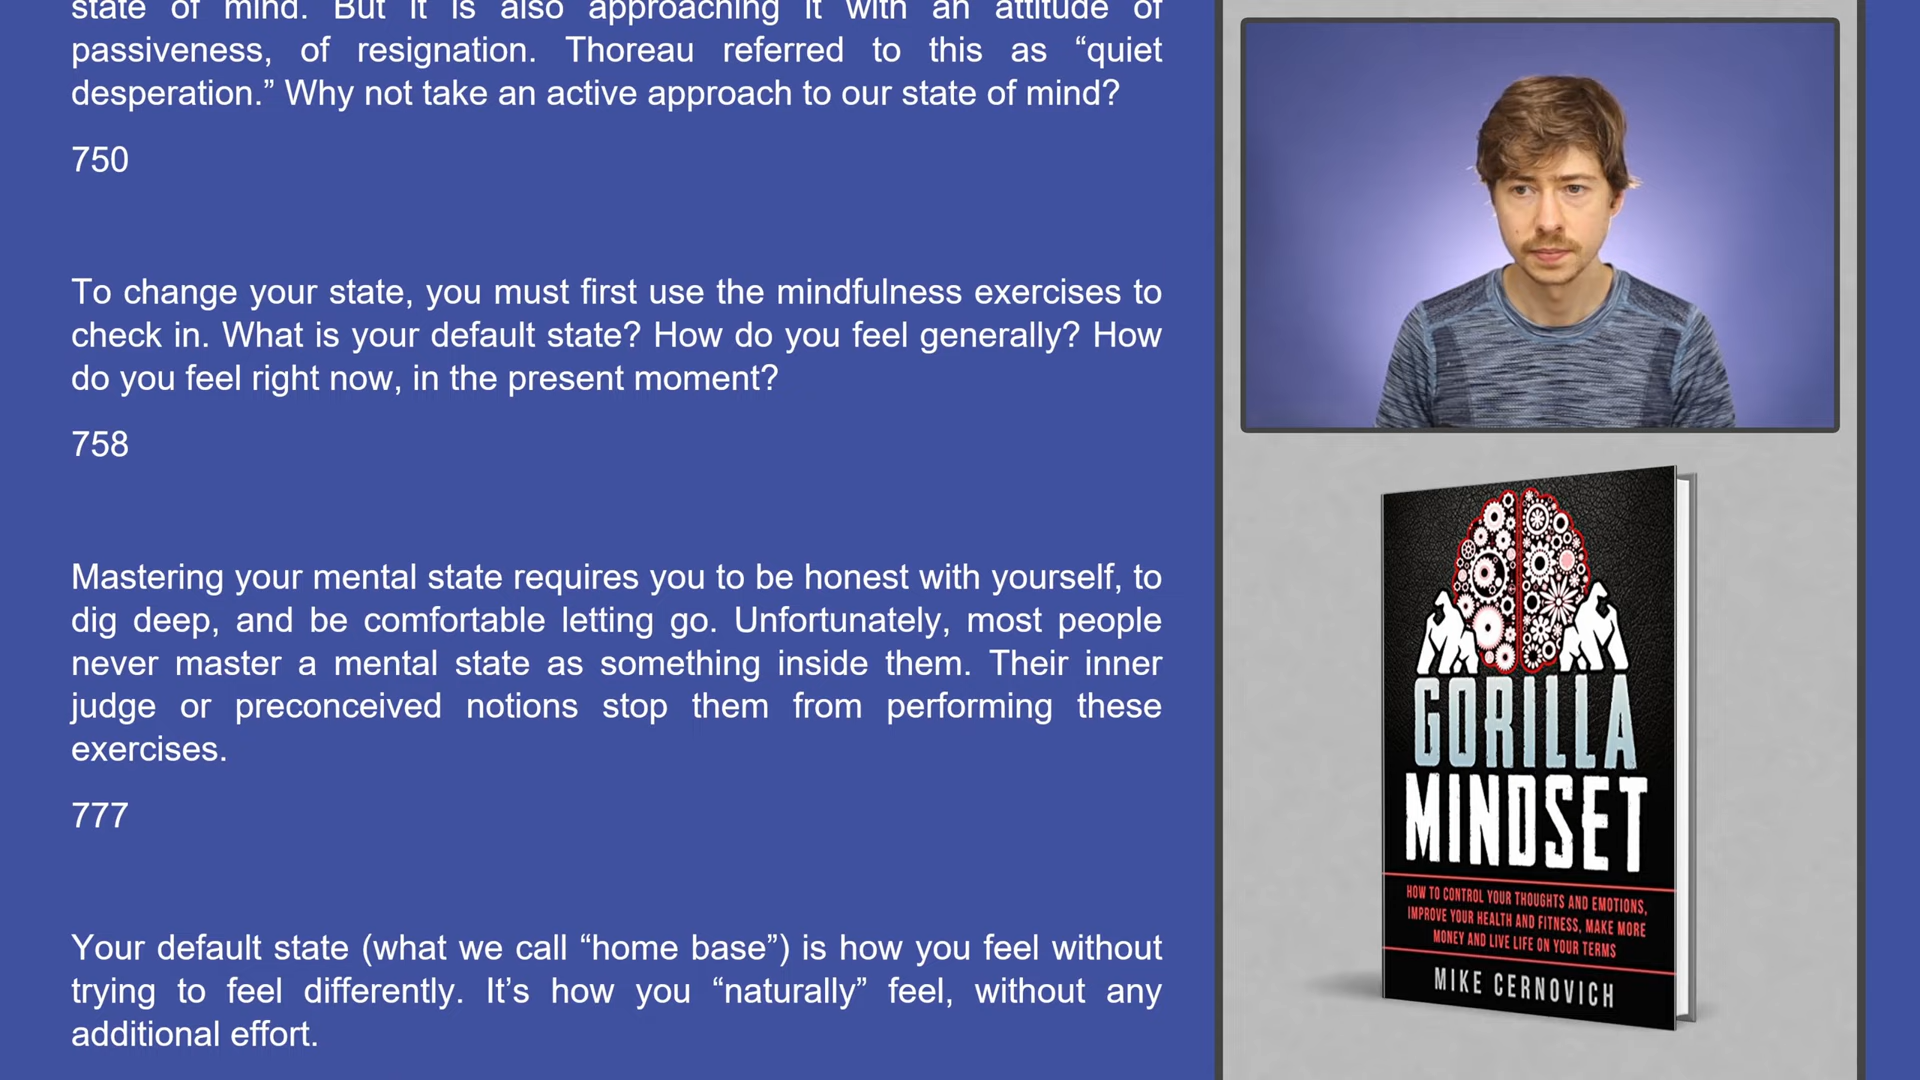 state of mind. But it is also approaching it with an attitude of
passiveness, of resignation. Thoreau referred to this as “quiet
desperation.” Why not take an active approach to our state of mind?
750
To change your state, you must first use the mindfulness exercises to
check in. What is your default state? How do you feel generally? How
do you feel right now, in the present moment?
758
Mastering your mental state requires you to be honest with yourself, to
dig deep, and be comfortable letting go. Unfortunately, most people
never master a mental state as something inside them. Their inner
judge or preconceived notions stop them from performing these
exercises.
777
Your default state (what we call “home base”) is how you feel without
trying to feel differently. It’s how you “naturally” feel, without any
additional effort.
GORILLA
MINDSET
HOW TO CONTROL YOUR THOUGHTS AND EMOTIONS,
IMPROVE YOUR HEALTH AND FITNESS, MAKE MORE
MONEY AND LIVE LIFE ON YOUR TERMS
MIKE CERNOVICH